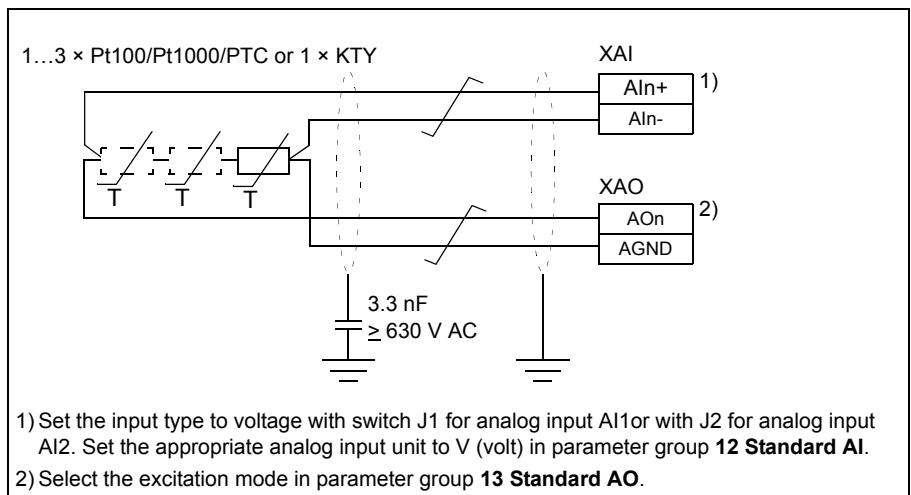 1…3 × Pt100/Pt1000/PTC or 1 × KTY
XAI
AIn+ 1)
AIn-
T T T
XAO
AOn 2)
AGND
3.3 nF
≥ 630 V AC
1) Set the input type to voltage with switch J1 for analog input AI1or with J2 for analog input
AI2. Set the appropriate analog input unit to V (volt) in parameter group 12 Standard AI.
2) Select the excitation mode in parameter group 13 Standard AO.